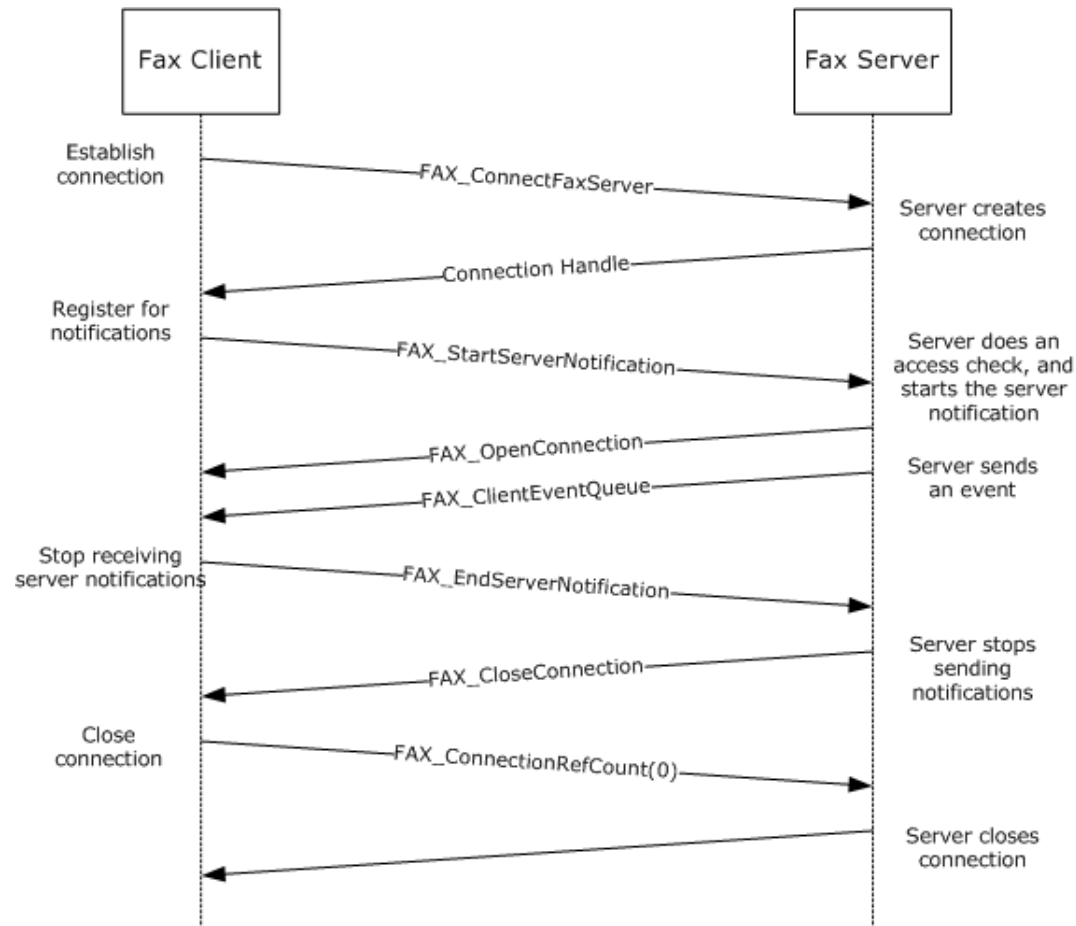 Fax Client
Fax Server
Establish
connection
FAX_ConnectFaxServer
Server creates
connection
Connection Handle
Register for
notifications
FAX_StartServerNotification
Server does an
access check, and
starts the server
notification
FAX_OpenConnection
Server sends
an event
FAX_ClientEventQueue
Stop receiving
server notifications
FAX_EndServerNotification
Server stops
sending
notifications
FAX_CloseConnection
Close
connection
FAX_ConnectionRefCount(0)
Server closes
connection